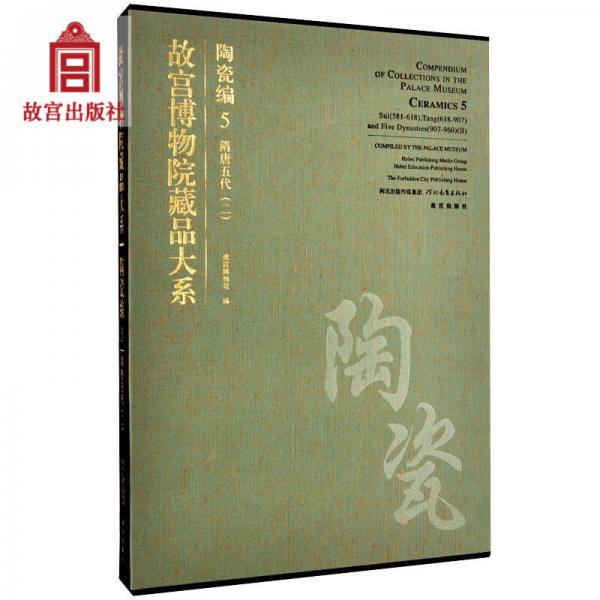 故宫出版社
故宫博物院藏品大系
陶瓷编 5 隋唐五代(二)
故宫博物院 编
COMPENDIUM
OF COLLECTIONS IN THE
PALACE MUSEUM
CERAMICS 5
Sui(581-618),Tang(618-907)
and Five Dynasties(907-960)(II)
COMPILED BY THE PALACE MUSEUM
Hebei Publishing Media Group
Hebei Education Publishing House
The Forbidden City Publishing House
河北出版传媒集团 河北教育出版社
故宫出版社
陶瓷